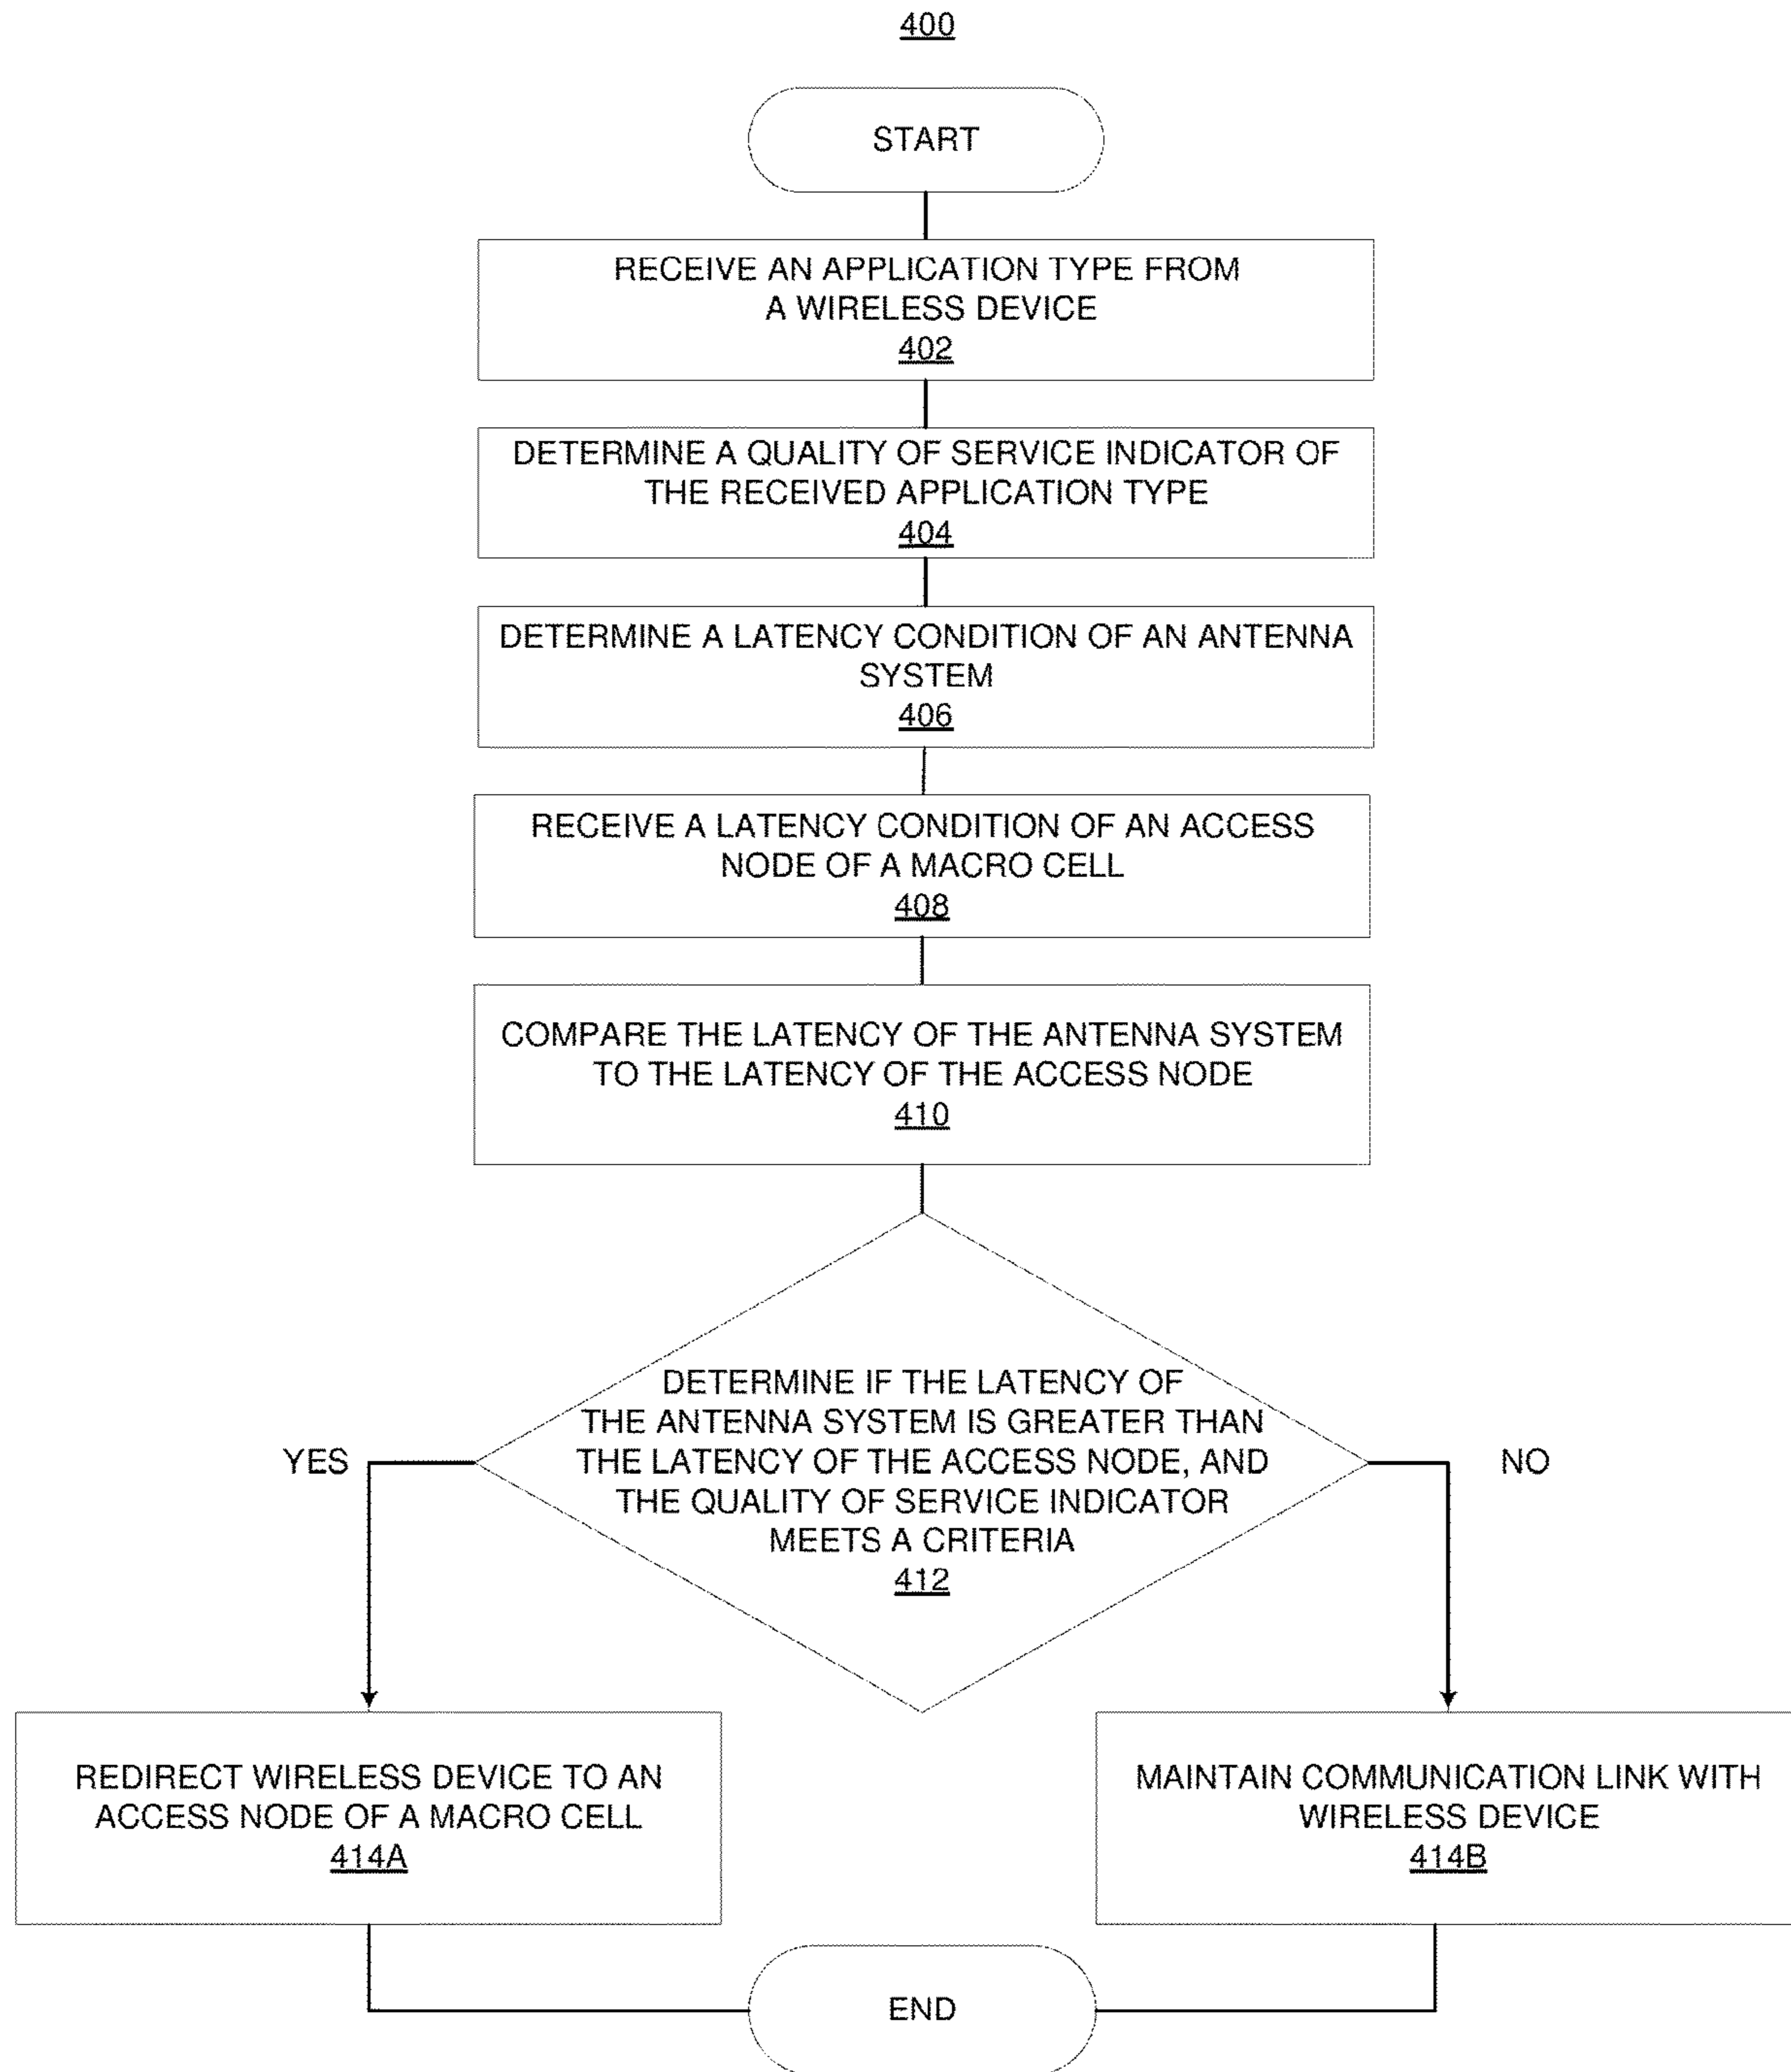 400
START
RECEIVE AN APPLICATION TYPE FROM
A WIRELESS DEVICE
402
DETERMINE A QUALITY OF SERVICE INDICATOR OF
THE RECEIVED APPLICATION TYPE
404
DETERMINE A LATENCY CONDITION OF AN ANTENNA
SYSTEM
406
RECEIVE A LATENCY CONDITION OF AN ACCESS
NODE OF A MACRO CELL
408
COMPARE THE LATENCY OF THE ANTENNA SYSTEM
TO THE LATENCY OF THE ACCESS NODE
410
DETERMINE IF THE LATENCY OF
THE ANTENNA SYSTEM IS GREATER THAN
THE LATENCY OF THE ACCESS NODE, AND
THE QUALITY OF SERVICE INDICATOR
MEETS A CRITERIA
412
YES
NO
REDIRECT WIRELESS DEVICE TO AN
ACCESS NODE OF A MACRO CELL
414A
MAINTAIN COMMUNICATION LINK WITH
WIRELESS DEVICE
414B
END